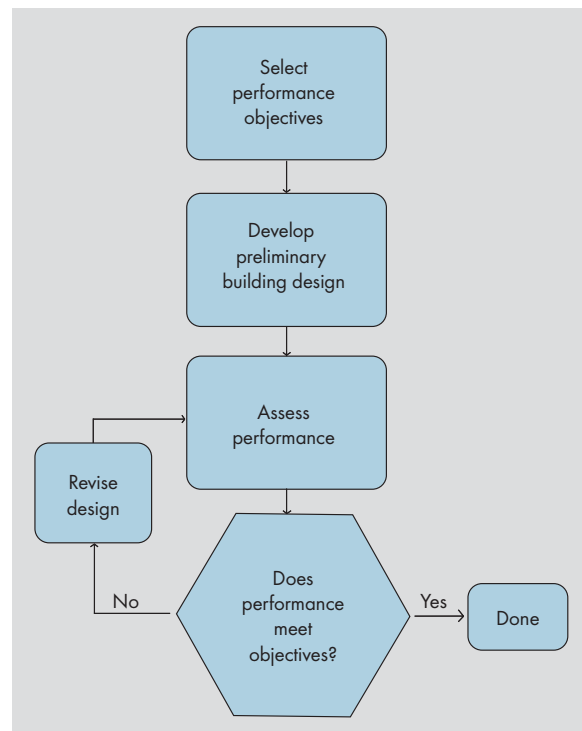 Select
performance
objectives
Develop
preliminary
building design
Assess
performance
Revise
design
Does
performance
meet
objectives?
No
Yes
Done